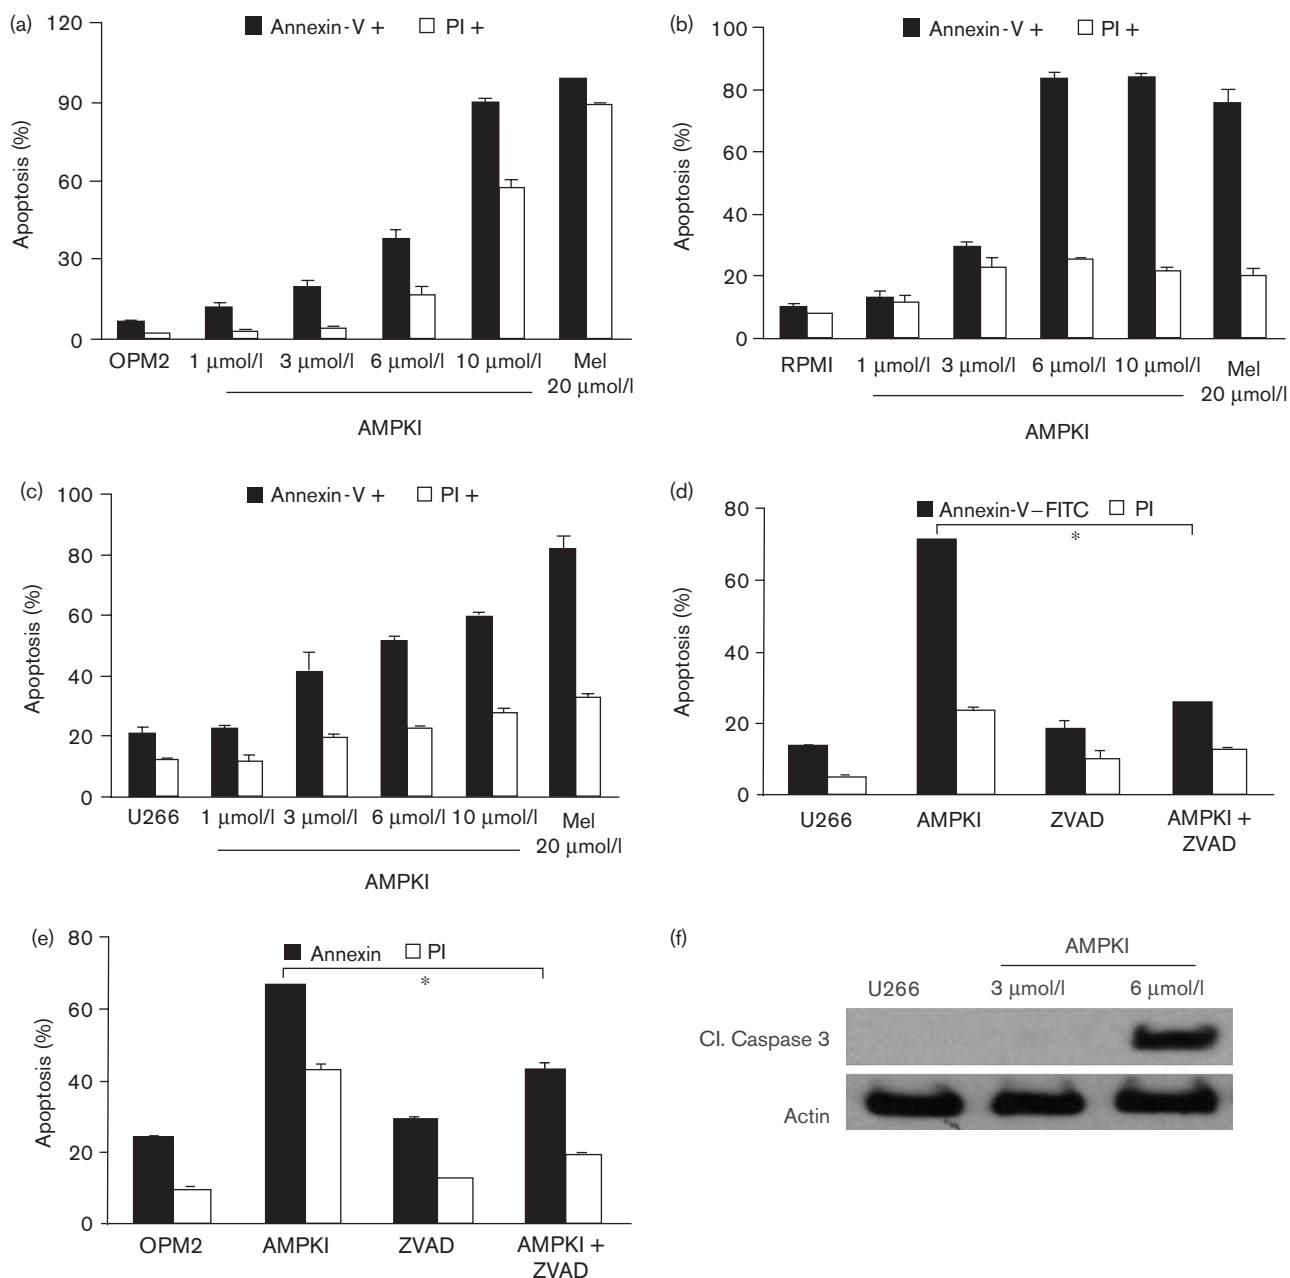 (a)
Annexin-V + PI +
Apoptosis (%)
120
90
60
30
0
OPM2 1 μmol/l 3 μmol/l 6 μmol/l 10 μmol/l Mel
20 μmol/l
AMPKI
(b)
Annexin-V + PI +
Apoptosis (%)
100
80
60
40
20
0
RPMI 1 μmol/l 3 μmol/l 6 μmol/l 10 μmol/l Mel
20 μmol/l
AMPKI
(c)
Annexin-V + PI +
Apoptosis (%)
100
80
60
40
20
0
U266 1 μmol/l 3 μmol/l 6 μmol/l 10 μmol/l Mel
20 μmol/l
AMPKI
(d)
Annexin-V–FITC PI
*
Apoptosis (%)
80
60
40
20
0
U266 AMPKI ZVAD AMPKI +
ZVAD
(e)
Annexin PI
*
Apoptosis (%)
80
60
40
20
0
OPM2 AMPKI ZVAD AMPKI +
ZVAD
(f)
AMPKI
U266 3 μmol/l 6 μmol/l
Cl. Caspase 3
Actin